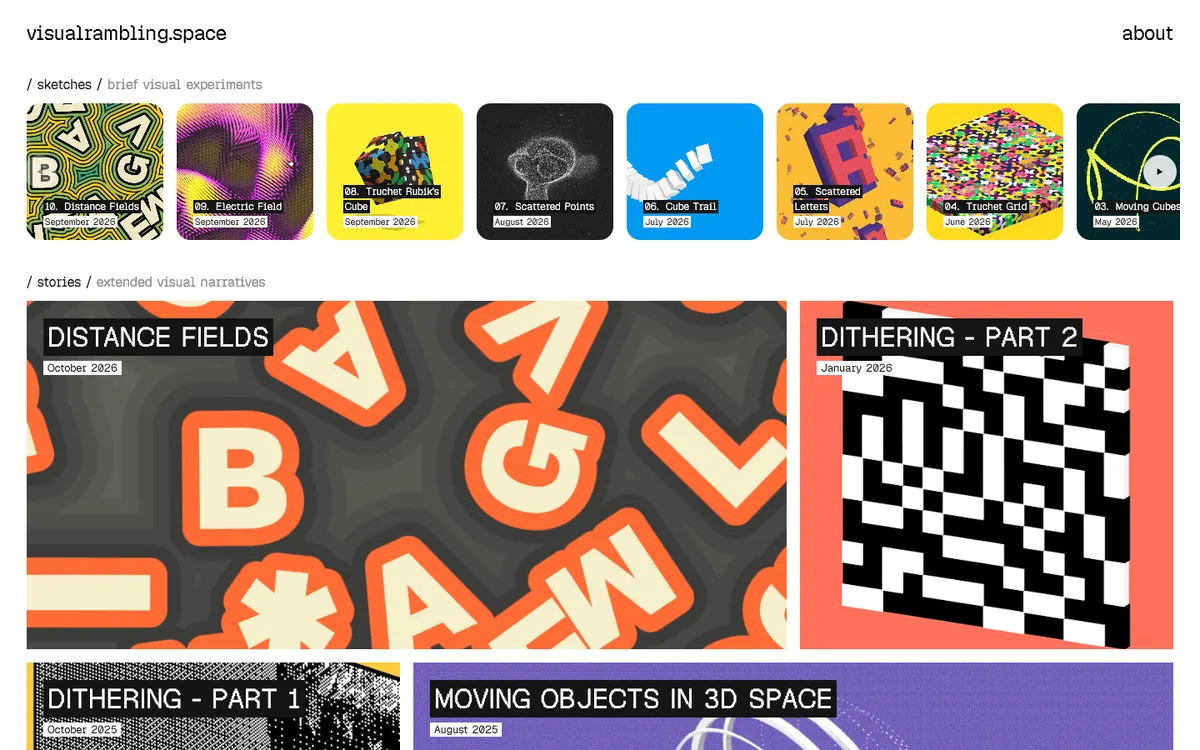 visualrambling.space
about
/ sketches / brief visual experiments
B
A
V
G
E
10. Distance Fields
September 2026
09. Electric Field
September 2026
08. Truchet Rubik's
Cube
September 2026
07. Scattered Points
August 2026
06. Cube Trail
July 2026
R
05. Scattered
Letters
July 2026
04. Truchet Grid
June 2026
03. Moving Cubes
May 2026
/ stories / extended visual narratives
DISTANCE FIELDS
October 2026
A
V
B
G
L
*
A
E
M
DITHERING - PART 2
January 2026
DITHERING - PART 1
October 2025
MOVING OBJECTS IN 3D SPACE
August 2025